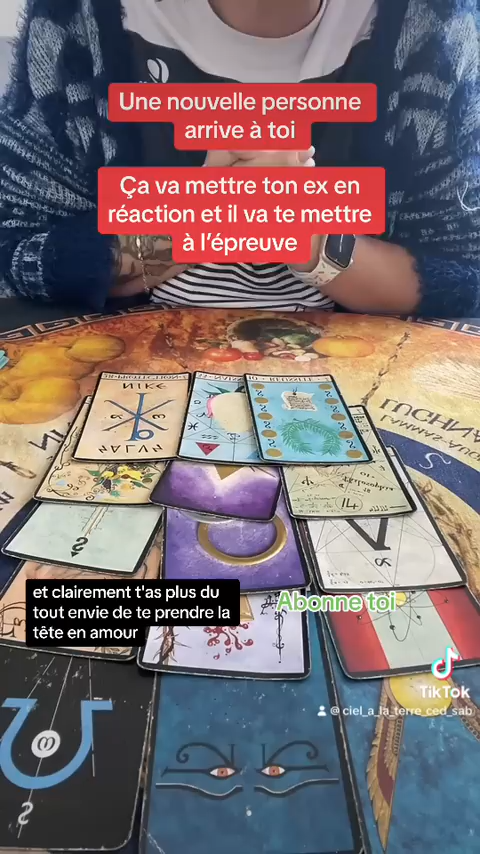 Une nouvelle personne
arrive à toi
Ça va mettre ton ex en
réaction et il va te mettre
à l'épreuve
NIKE
et clairement t'as plus du
tout envie de te prendre la
tête en amour
Abonne toi
TikTok
@ciel_a_la_terre_ced_sab